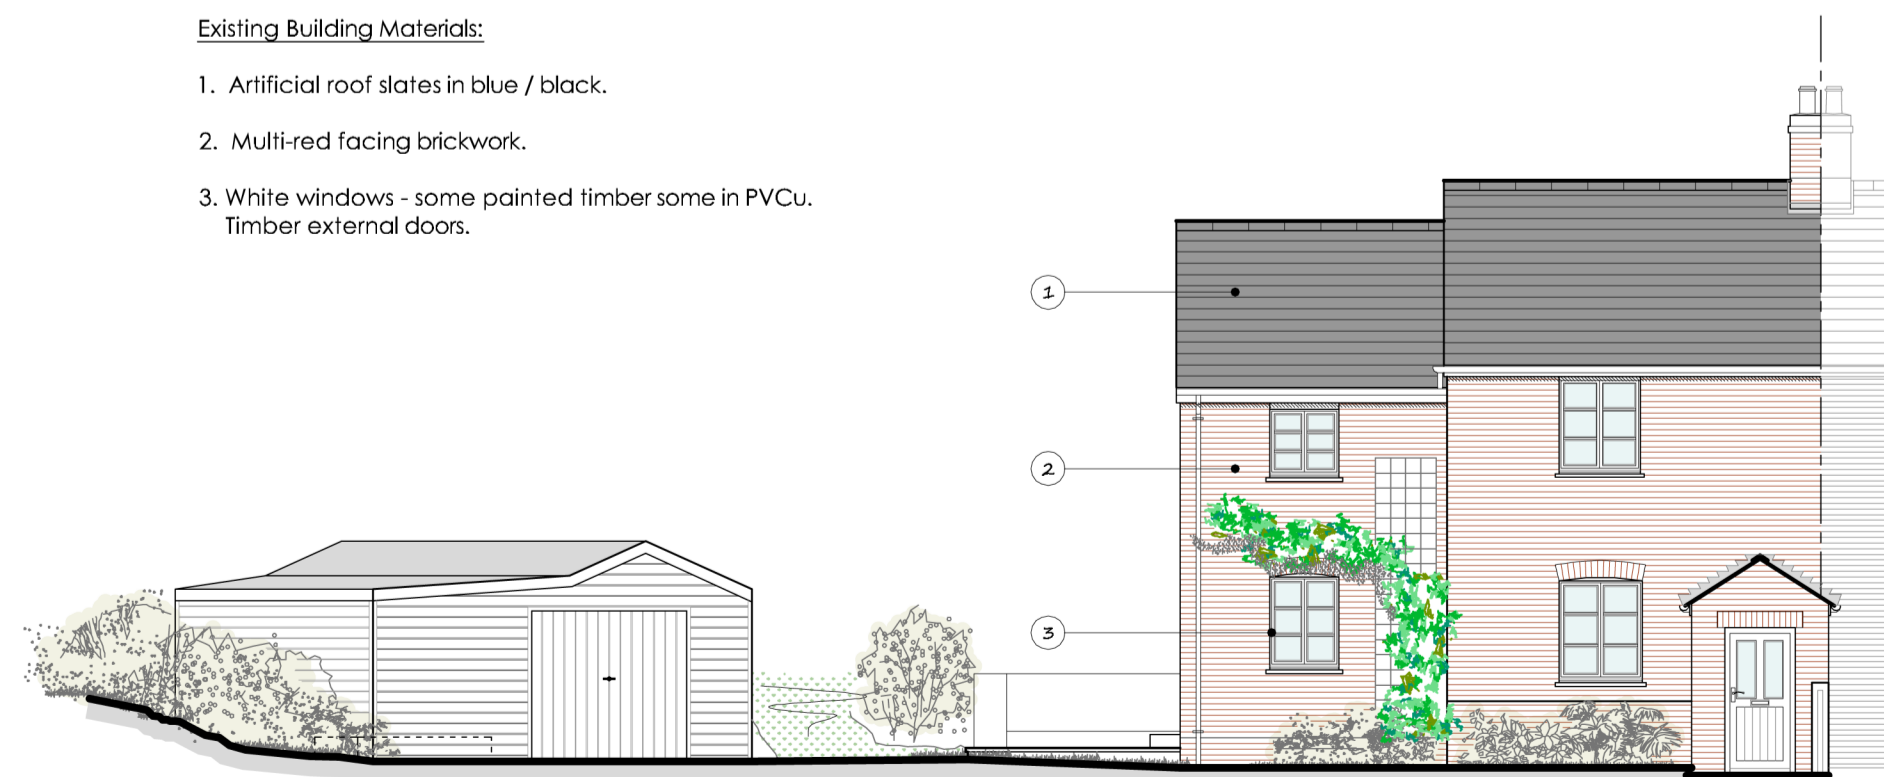 Existing Building Materials:
1. Artificial roof slates in blue / black.
2. Multi-red facing brickwork.
3. White windows - some painted timber some in PVCu.
Timber external doors.
1
2
3